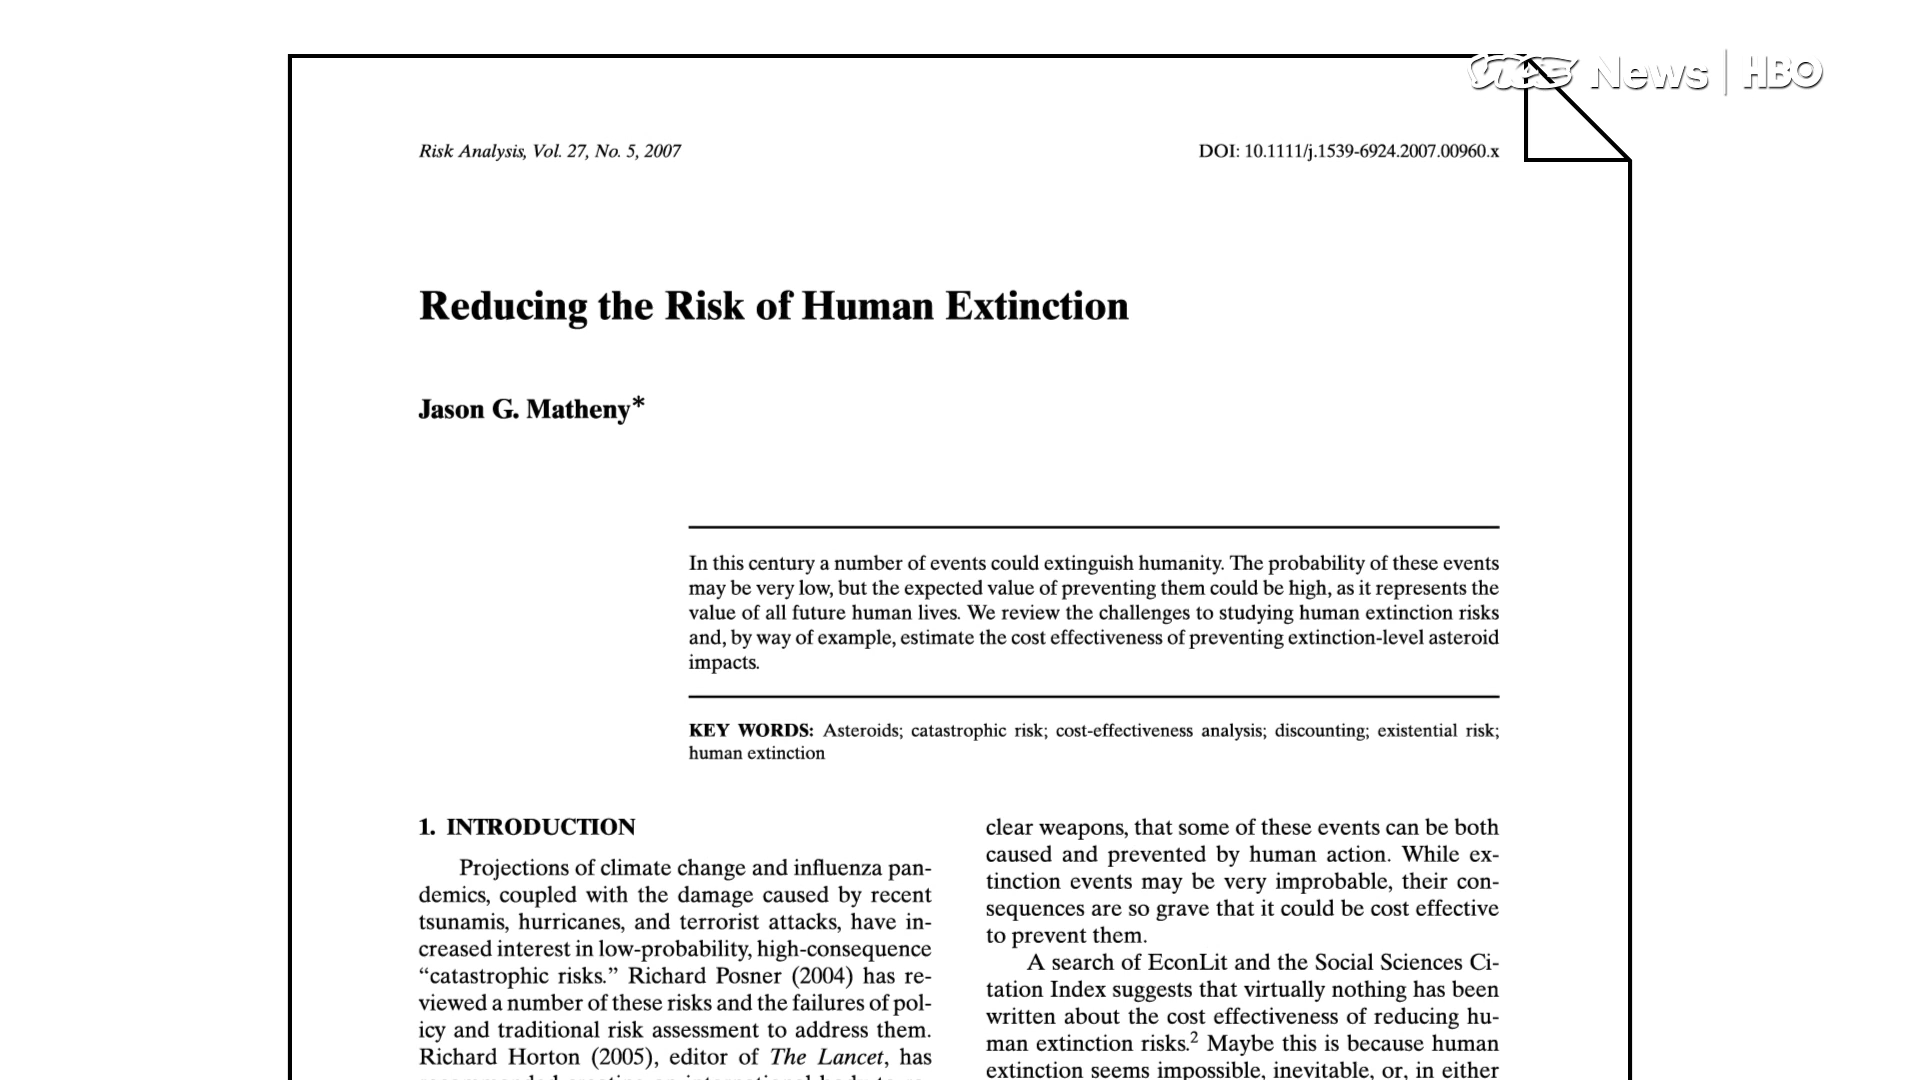 VICE News | HBO
Risk Analysis, Vol. 27, No. 5, 2007
DOI: 10.1111/j.1539-6924.2007.00960.x
Reducing the Risk of Human Extinction
Jason G. Matheny*
In this century a number of events could extinguish humanity. The probability of these events
may be very low, but the expected value of preventing them could be high, as it represents the
value of all future human lives. We review the challenges to studying human extinction risks
and, by way of example, estimate the cost effectiveness of preventing extinction-level asteroid
impacts.
KEY WORDS: Asteroids; catastrophic risk; cost-effectiveness analysis; discounting; existential risk;
human extinction
1. INTRODUCTION
Projections of climate change and influenza pan-
demics, coupled with the damage caused by recent
tsunamis, hurricanes, and terrorist attacks, have in-
creased interest in low-probability, high-consequence
“catastrophic risks.” Richard Posner (2004) has re-
viewed a number of these risks and the failures of pol-
icy and traditional risk assessment to address them.
Richard Horton (2005), editor of The Lancet, has
clear weapons, that some of these events can be both
caused and prevented by human action. While ex-
tinction events may be very improbable, their con-
sequences are so grave that it could be cost effective
to prevent them.
A search of EconLit and the Social Sciences Ci-
tation Index suggests that virtually nothing has been
written about the cost effectiveness of reducing hu-
man extinction risks.2 Maybe this is because human
extinction seems impossible, inevitable, or, in either